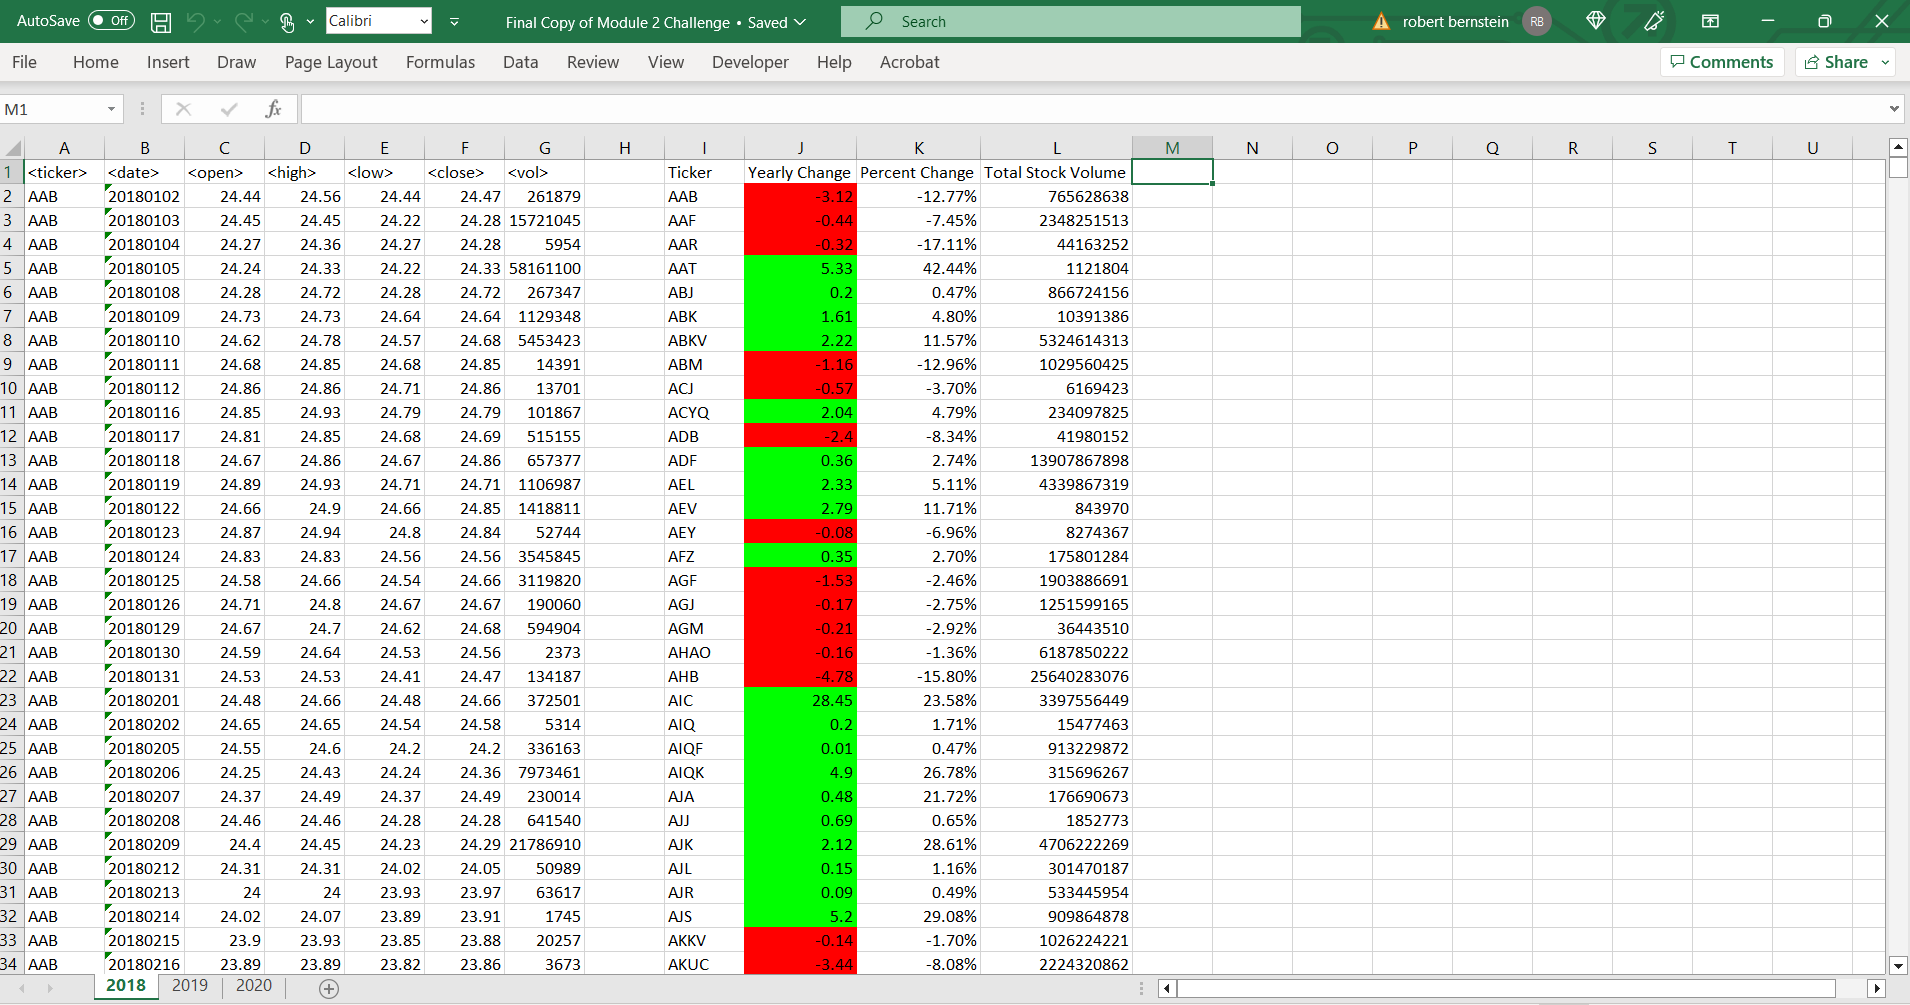 AutoSave Off Calibri Final Copy of Module 2 Challenge • Saved Search robert bernstein RB
File Home Insert Draw Page Layout Formulas Data Review View Developer Help Acrobat Comments Share
M1 fx
A B C D E F G H I J K L M N O P Q R S T U
1 <ticker> <date> <open> <high> <low> <close> <vol> Ticker Yearly Change Percent Change Total Stock Volume
2 AAB 20180102 24.44 24.56 24.44 24.47 261879 AAB -3.12 -12.77% 765628638
3 AAB 20180103 24.45 24.45 24.22 24.28 15721045 AAF -0.44 -7.45% 2348251513
4 AAB 20180104 24.27 24.36 24.27 24.28 5954 AAR -0.32 -17.11% 44163252
5 AAB 20180105 24.24 24.33 24.22 24.33 58161100 AAT 5.33 42.44% 1121804
6 AAB 20180108 24.28 24.72 24.28 24.72 267347 ABJ 0.2 0.47% 866724156
7 AAB 20180109 24.73 24.73 24.64 24.64 1129348 ABK 1.61 4.80% 10391386
8 AAB 20180110 24.62 24.78 24.57 24.68 5453423 ABKV 2.22 11.57% 5324614313
9 AAB 20180111 24.68 24.85 24.68 24.85 14391 ABM -1.16 -12.96% 1029560425
10 AAB 20180112 24.86 24.86 24.71 24.86 13701 ACJ -0.57 -3.70% 6169423
11 AAB 20180116 24.85 24.93 24.79 24.79 101867 ACYQ 2.04 4.79% 234097825
12 AAB 20180117 24.81 24.85 24.68 24.69 515155 ADB -2.4 -8.34% 41980152
13 AAB 20180118 24.67 24.86 24.67 24.86 657377 ADF 0.36 2.74% 13907867898
14 AAB 20180119 24.89 24.93 24.71 24.71 1106987 AEL 2.33 5.11% 4339867319
15 AAB 20180122 24.66 24.9 24.66 24.85 1418811 AEV 2.79 11.71% 843970
16 AAB 20180123 24.87 24.94 24.8 24.84 52744 AEY -0.08 -6.96% 8274367
17 AAB 20180124 24.83 24.83 24.56 24.56 3545845 AFZ 0.35 2.70% 175801284
18 AAB 20180125 24.58 24.66 24.54 24.66 3119820 AGF -1.53 -2.46% 1903886691
19 AAB 20180126 24.71 24.8 24.67 24.67 190060 AGJ -0.17 -2.75% 1251599165
20 AAB 20180129 24.67 24.7 24.62 24.68 594904 AGM -0.21 -2.92% 36443510
21 AAB 20180130 24.59 24.64 24.53 24.56 2373 AHAO -0.16 -1.36% 6187850222
22 AAB 20180131 24.53 24.53 24.41 24.47 134187 AHB -4.78 -15.80% 25640283076
23 AAB 20180201 24.48 24.66 24.48 24.66 372501 AIC 28.45 23.58% 3397556449
24 AAB 20180202 24.65 24.65 24.54 24.58 5314 AIQ 0.2 1.71% 15477463
25 AAB 20180205 24.55 24.6 24.2 24.2 336163 AIQF 0.01 0.47% 913229872
26 AAB 20180206 24.25 24.43 24.24 24.36 7973461 AIQK 4.9 26.78% 315696267
27 AAB 20180207 24.37 24.49 24.37 24.49 230014 AJA 0.48 21.72% 176690673
28 AAB 20180208 24.46 24.46 24.28 24.28 641540 AJJ 0.69 0.65% 1852773
29 AAB 20180209 24.4 24.45 24.23 24.29 21786910 AJK 2.12 28.61% 4706222269
30 AAB 20180212 24.31 24.31 24.02 24.05 50989 AJL 0.15 1.16% 301470187
31 AAB 20180213 24 24 23.93 23.97 63617 AJR 0.09 0.49% 533445954
32 AAB 20180214 24.02 24.07 23.89 23.91 1745 AJS 5.2 29.08% 909864878
33 AAB 20180215 23.9 23.93 23.85 23.88 20257 AKKV -0.14 -1.70% 1026224221
34 AAB 20180216 23.89 23.89 23.82 23.86 3673 AKUC -3.44 -8.08% 2224320862
2018 2019 2020